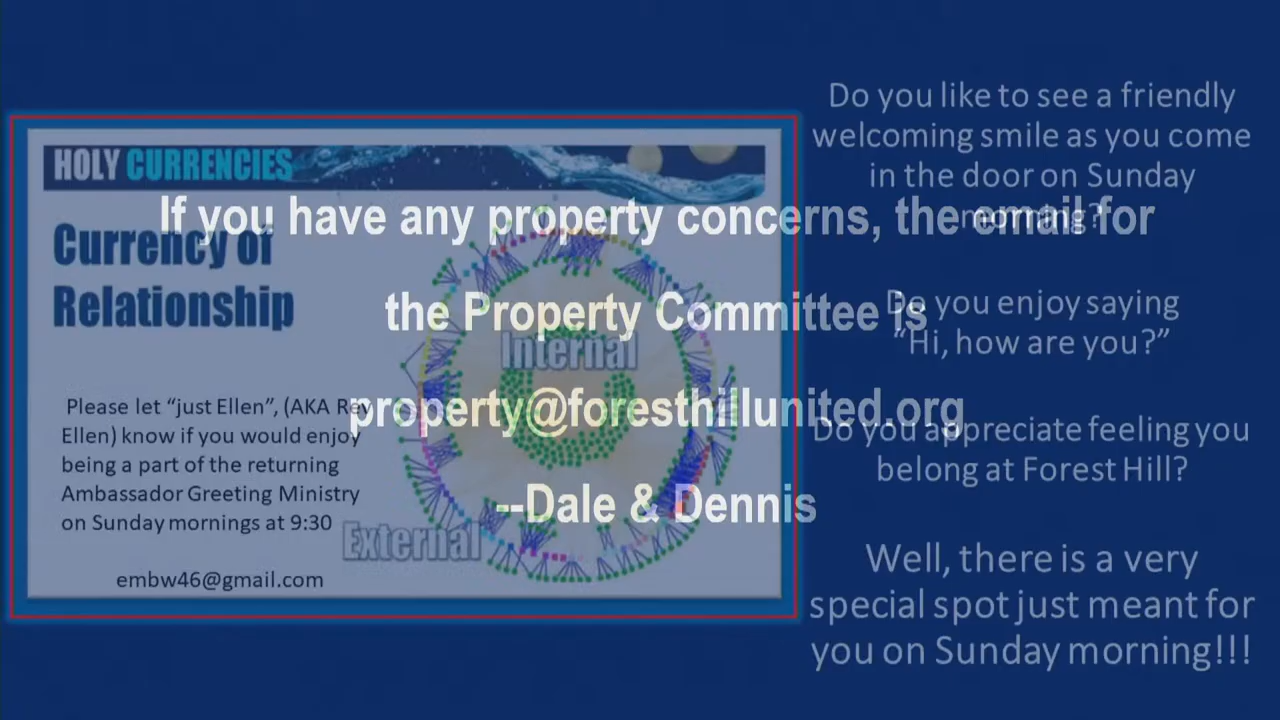 HOLY CURRENCIES
Currency of
Relationship
Internal
External
Please let “just Ellen”, (AKA Rev
Ellen) know if you would enjoy
being a part of the returning
Ambassador Greeting Ministry
on Sunday mornings at 9:30
embw46@gmail.com
If you have any property concerns, the email for
the Property Committee is
property@foresthillunited.org
--Dale & Dennis
Do you like to see a friendly
welcoming smile as you come
in the door on Sunday
morning?
Do you enjoy saying
“Hi, how are you?”
Do you appreciate feeling you
belong at Forest Hill?
Well, there is a very
special spot just meant for
you on Sunday morning!!!